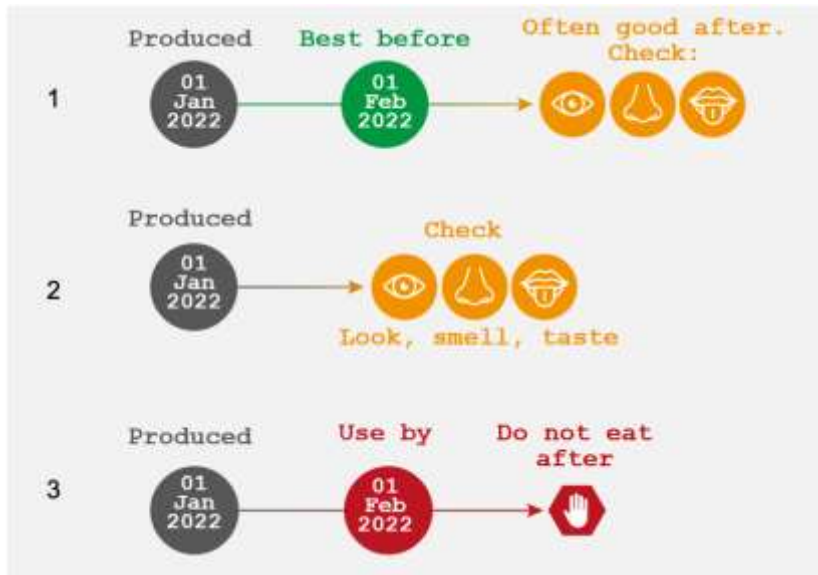 Produced
Best before
Often good after.
Check:
1
01
Jan
2022
01
Feb
2022
Produced
Check
2
01
Jan
2022
Look, smell, taste
Produced
Use by
Do not eat
after
3
01
Jan
2022
01
Feb
2022